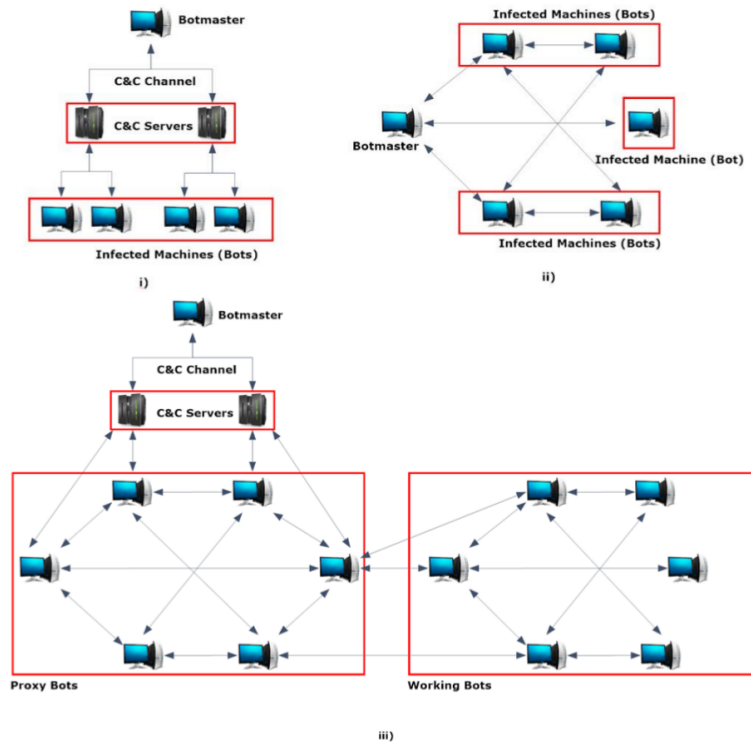 Botmaster
C&C Channel
C&C Servers
Infected Machines (Bots)
i)
Infected Machines (Bots)
Botmaster
Infected Machine (Bot)
Infected Machines (Bots)
ii)
Botmaster
C&C Channel
C&C Servers
Proxy Bots
Working Bots
iii)